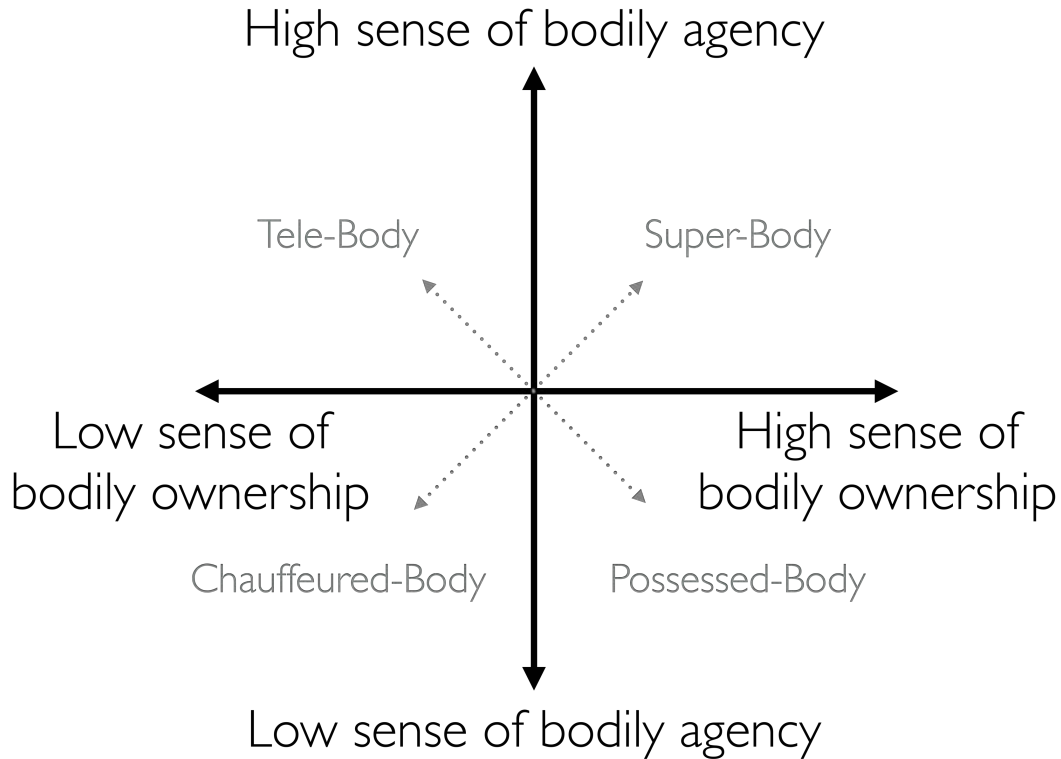 High sense of bodily agency
Tele-Body
Super-Body
Low sense of
bodily ownership
High sense of
bodily ownership
Chauffeured-Body
Possessed-Body
Low sense of bodily agency